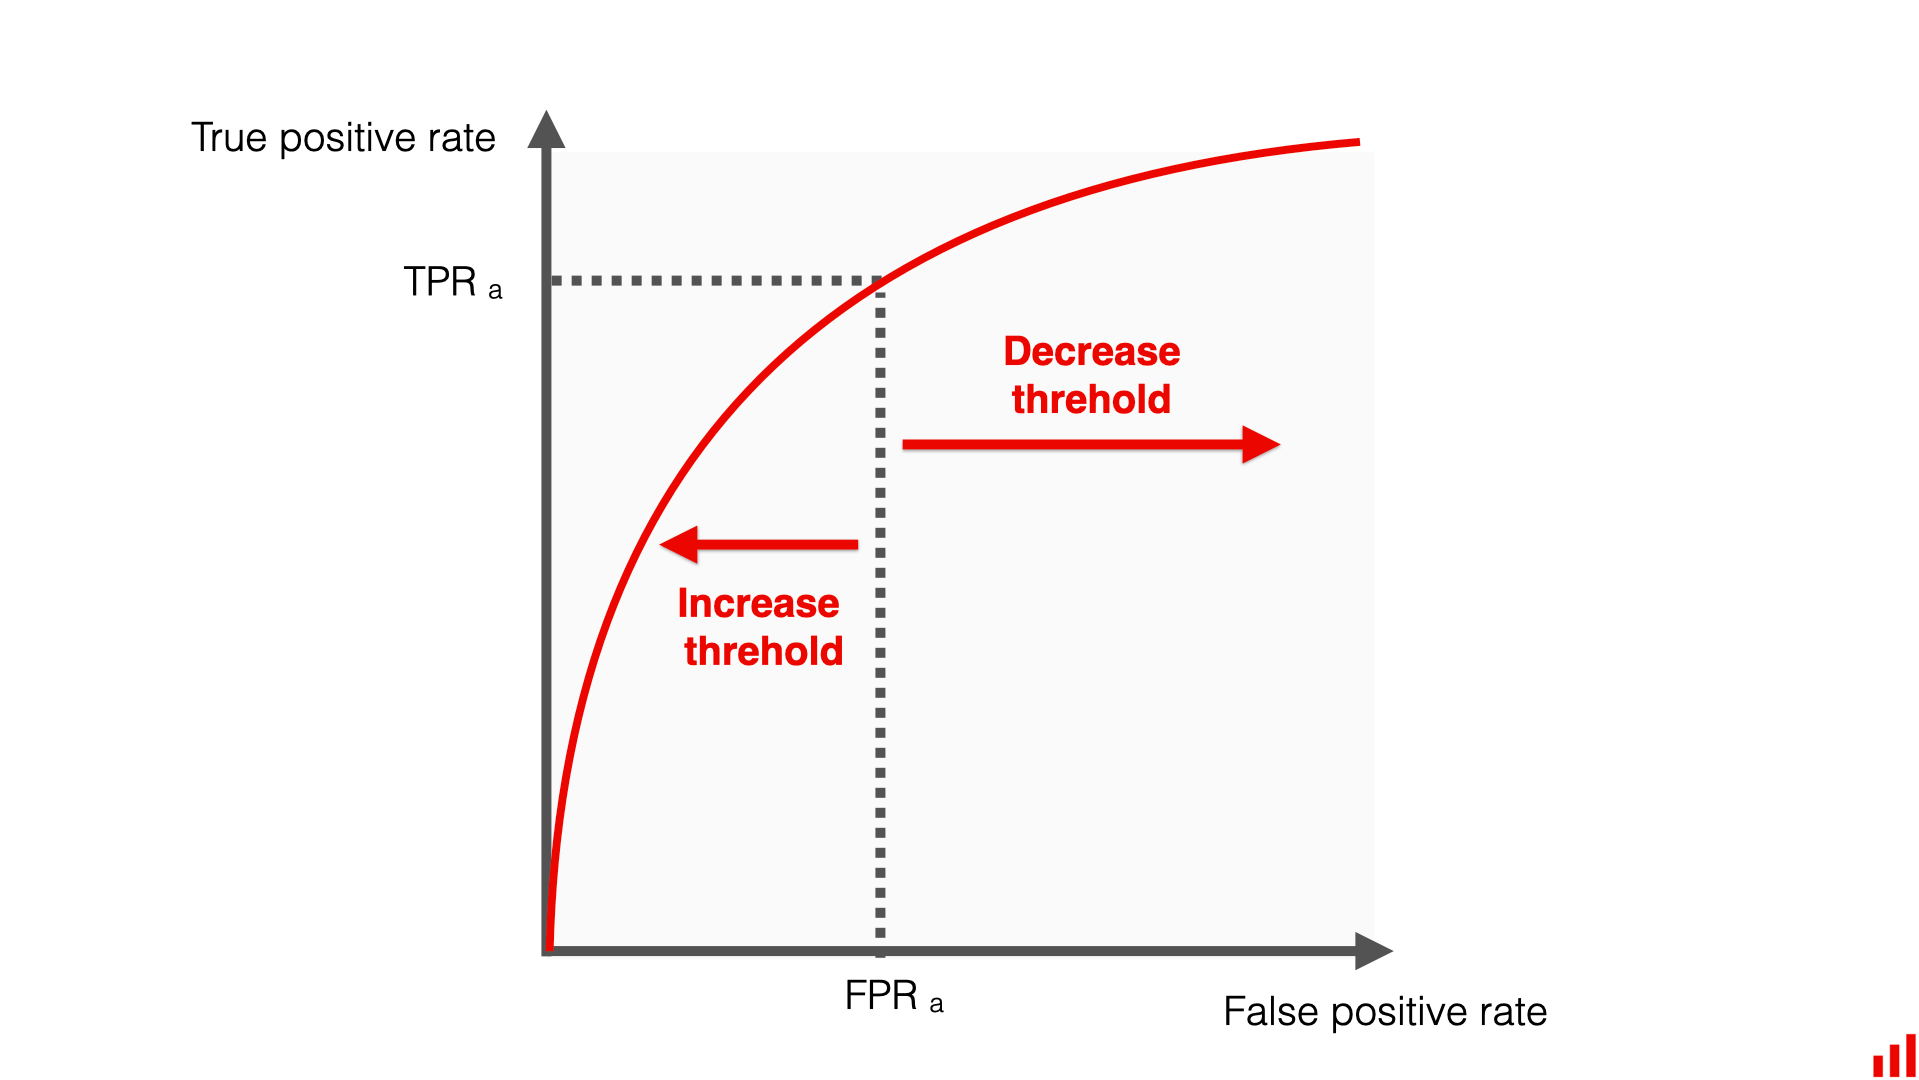 True positive rate
TPR a
Decrease
threhold
Increase
threhold
FPR a
False positive rate